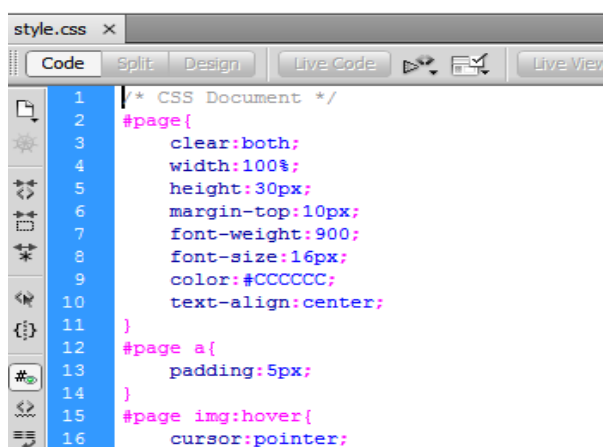 style.css ×
Code Split Design Live Code Live View
1 /* CSS Document */
2 #page{
3 clear:both;
4 width:100%;
5 height:30px;
6 margin-top:10px;
7 font-weight:900;
8 font-size:16px;
9 color:#CCCCCC;
10 text-align:center;
11 }
12 #page a{
13 padding:5px;
14 }
15 #page img:hover{
16 cursor:pointer;